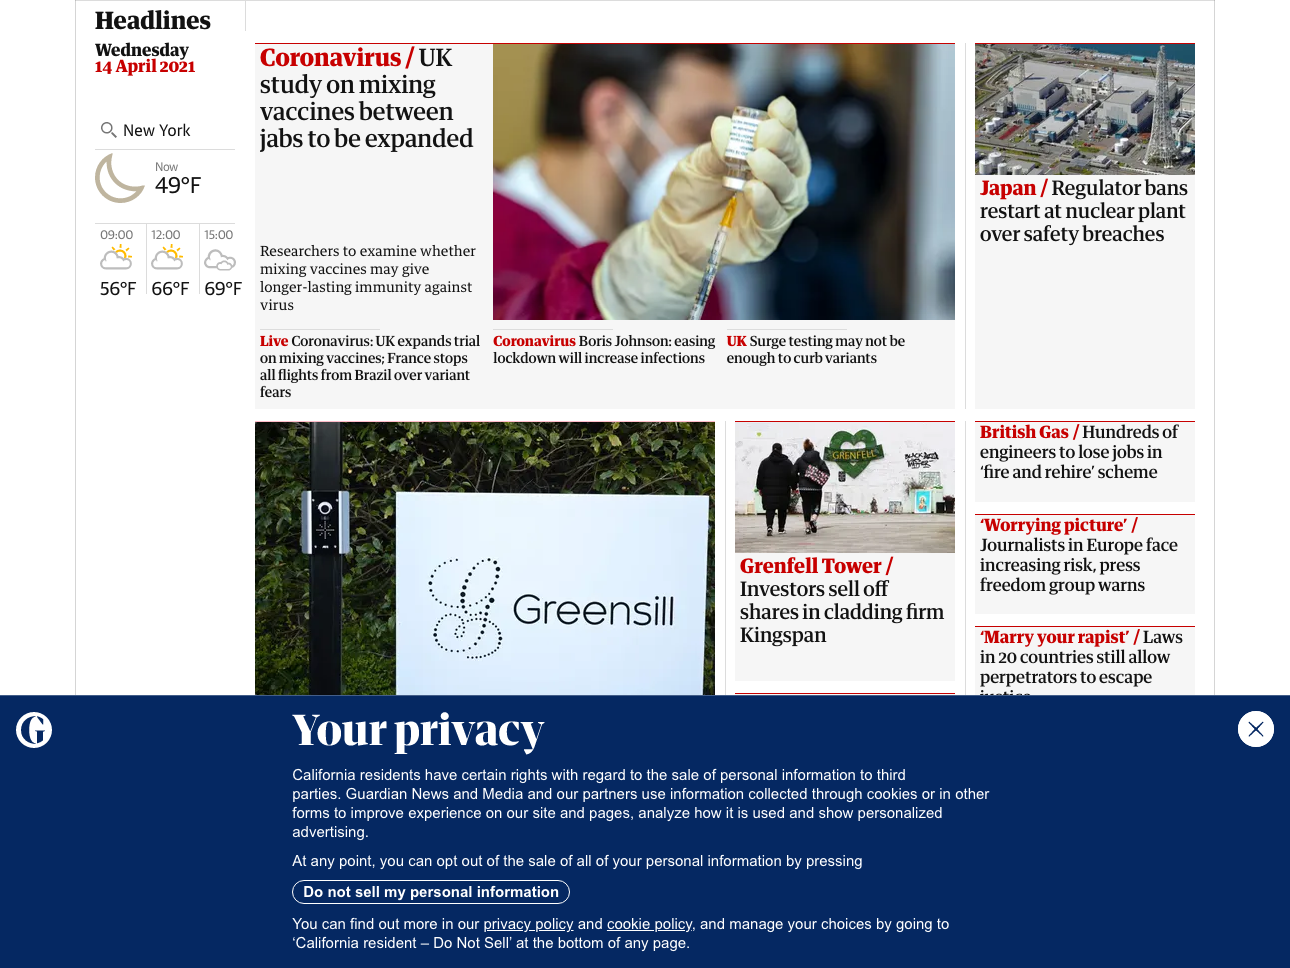 Headlines
Wednesday
14 April 2021
New York
Now
49°F
09:00
56°F
12:00
66°F
15:00
69°F
Coronavirus / UK
study on mixing
vaccines between
jabs to be expanded
Researchers to examine whether
mixing vaccines may give
longer-lasting immunity against
virus
Live Coronavirus: UK expands trial
on mixing vaccines; France stops
all flights from Brazil over variant
fears
Coronavirus Boris Johnson: easing
lockdown will increase infections
UK Surge testing may not be
enough to curb variants
Japan / Regulator bans
restart at nuclear plant
over safety breaches
Greensill
GRENFELL
Grenfell Tower /
Investors sell off
shares in cladding firm
Kingspan
British Gas / Hundreds of
engineers to lose jobs in
‘fire and rehire’ scheme
‘Worrying picture’ /
Journalists in Europe face
increasing risk, press
freedom group warns
‘Marry your rapist’ / Laws
in 20 countries still allow
perpetrators to escape
Your privacy
California residents have certain rights with regard to the sale of personal information to third
parties. Guardian News and Media and our partners use information collected through cookies or in other
forms to improve experience on our site and pages, analyze how it is used and show personalized
advertising.
At any point, you can opt out of the sale of all of your personal information by pressing
Do not sell my personal information
You can find out more in our privacy policy and cookie policy, and manage your choices by going to
‘California resident – Do Not Sell’ at the bottom of any page.